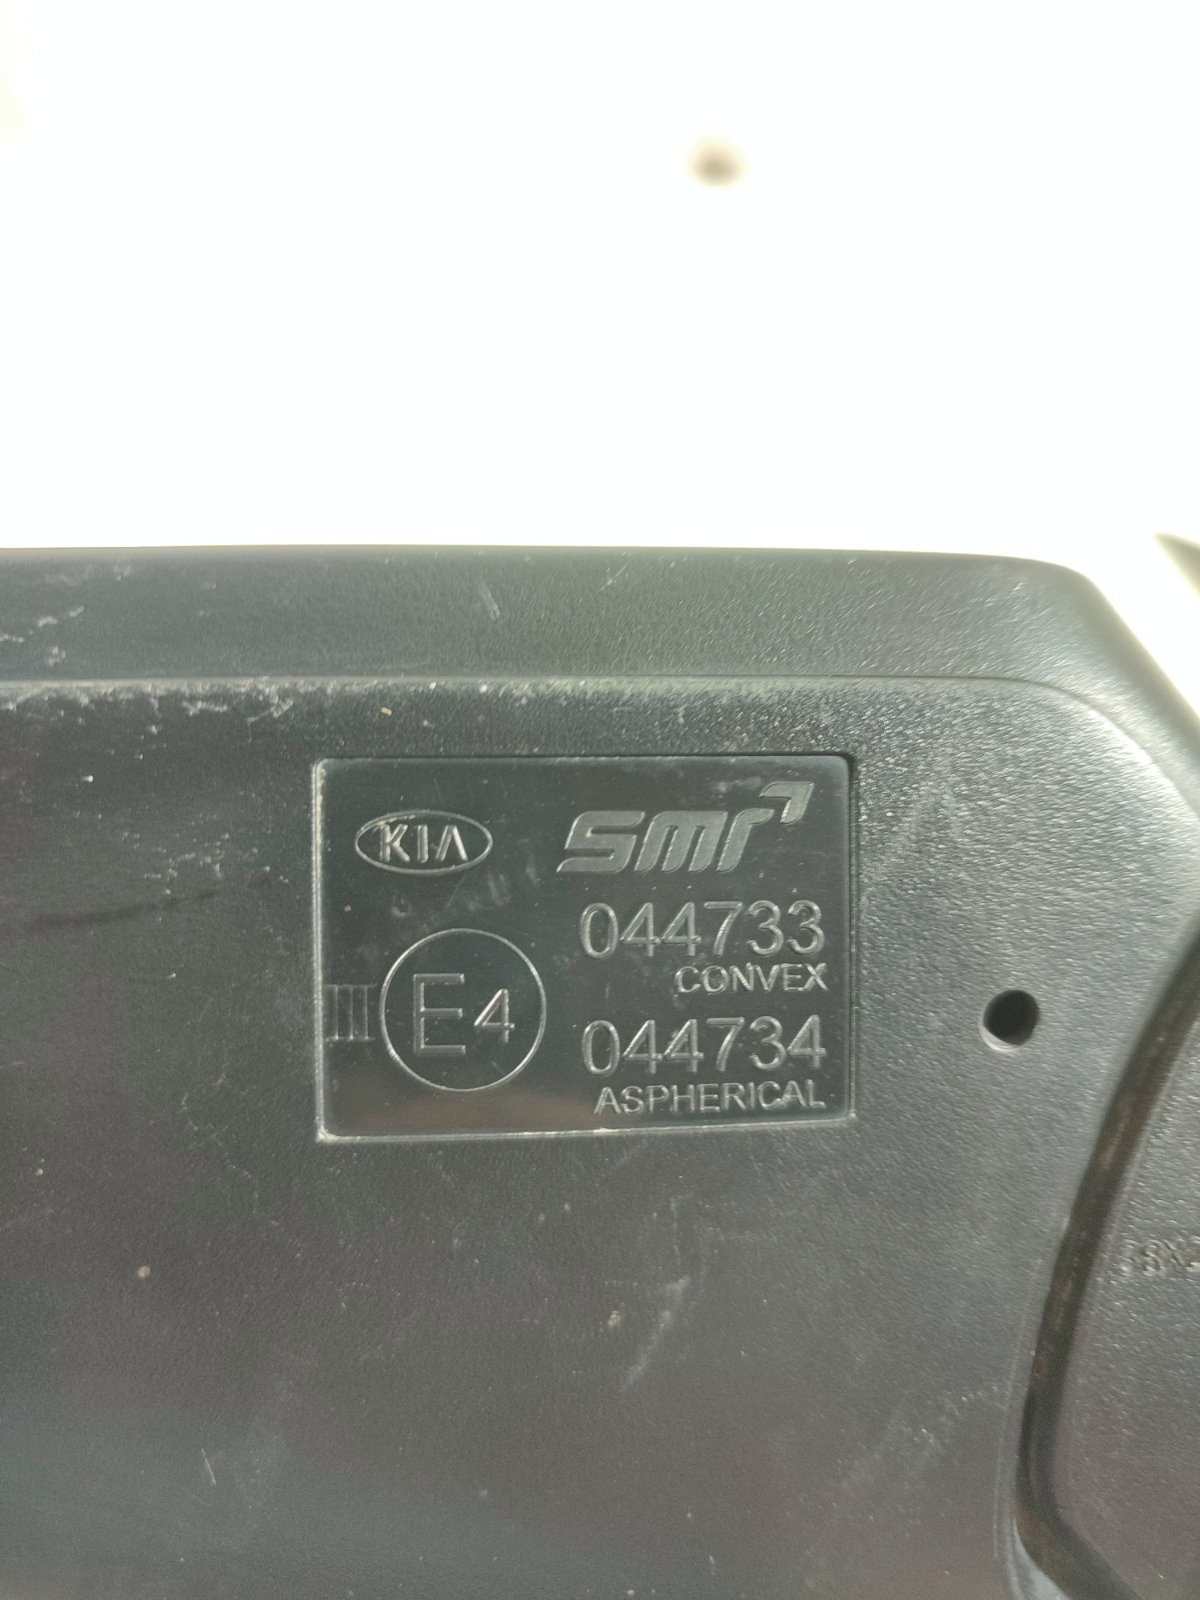 KIA smr
044733
CONVEX
III E4
044734
ASPHERICAL